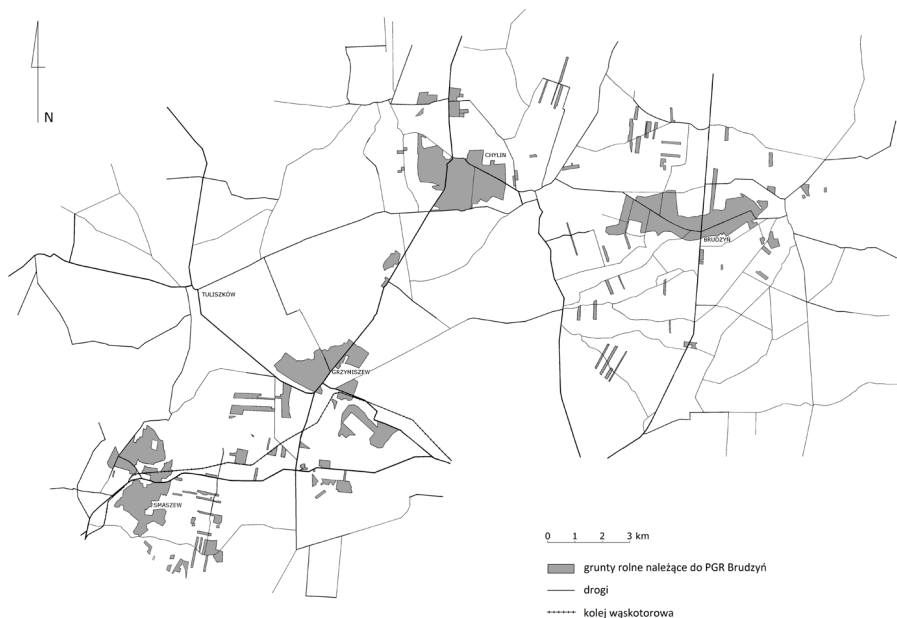 N
CHYLIN
BRUDZYŃ
TULISZKÓW
GRZYMISZEW
SMASZEW
0 1 2 3 km
grunty rolne należące do PGR Brudzyń
drogi
kolej wąskotorowa